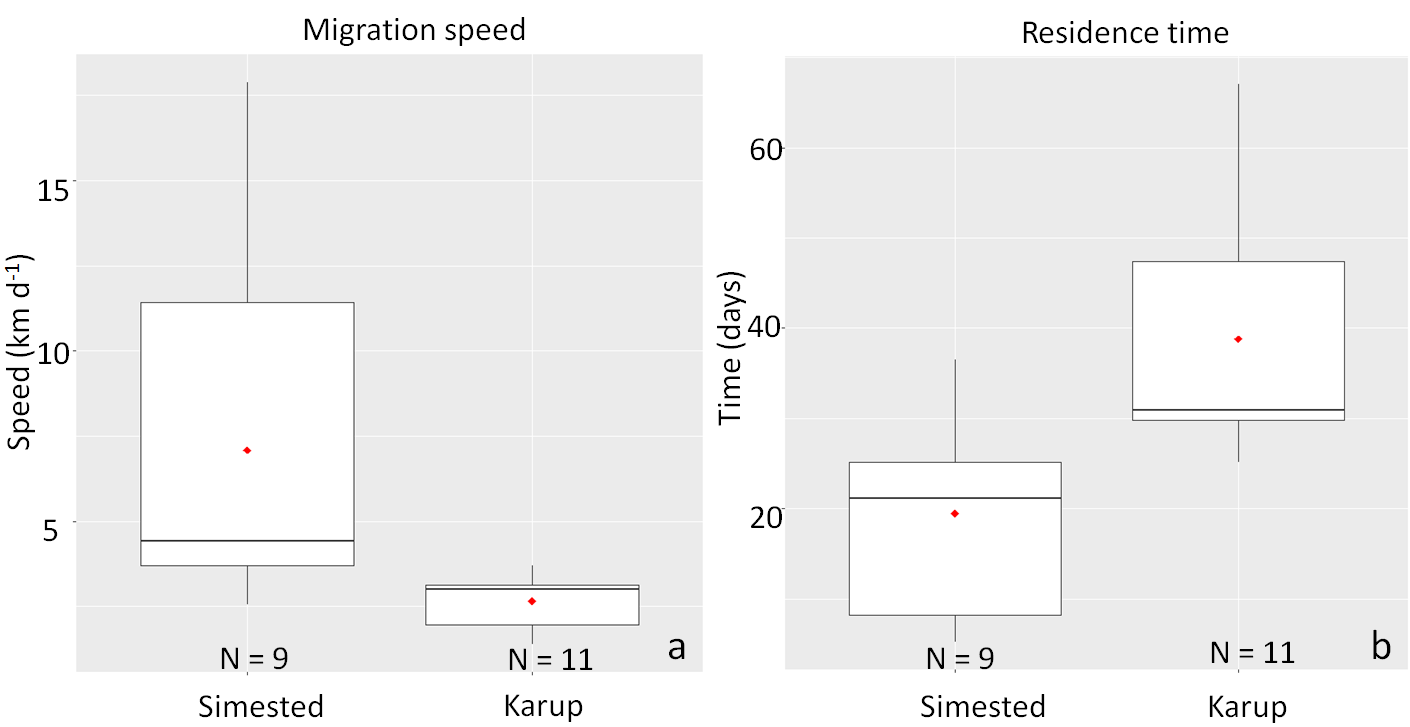 Migration speed
Speed (km d-1)
15
10
5
N = 9
N = 11
a
Simested
Karup
Residence time
Time (days)
60
40
20
N = 9
N = 11
b
Simested
Karup